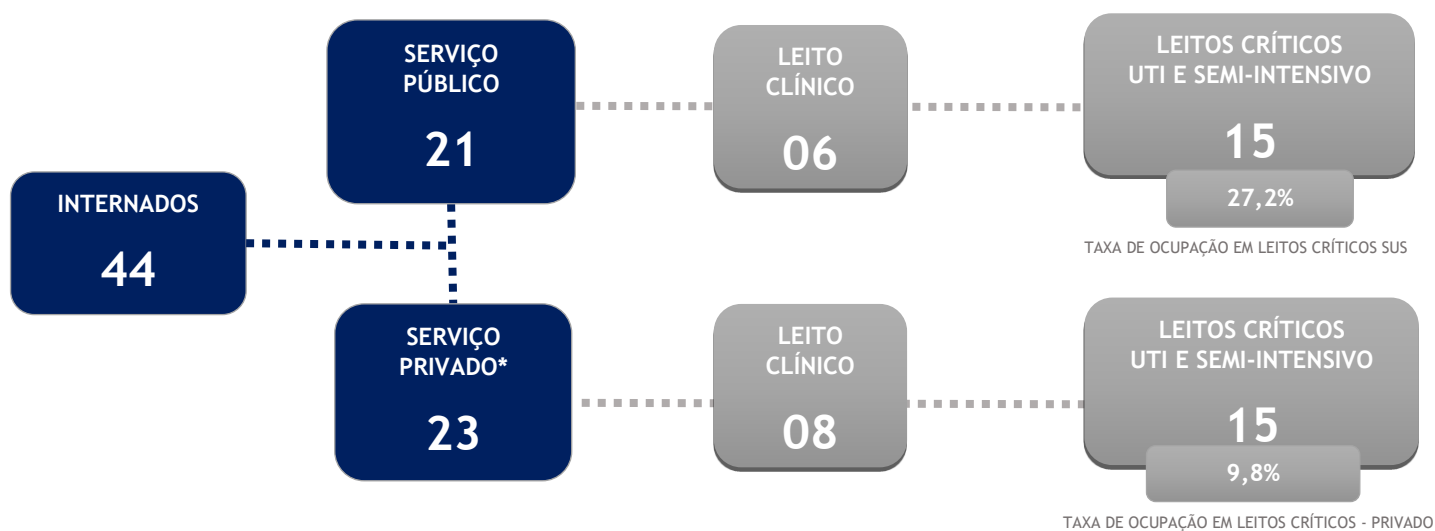 INTERNADOS
44
SERVIÇO
PÚBLICO
21
LEITO
CLÍNICO
06
LEITOS CRÍTICOS
UTI E SEMI-INTENSIVO
15
27,2%
TAXA DE OCUPAÇÃO EM LEITOS CRÍTICOS SUS
SERVIÇO
PRIVADO*
23
LEITO
CLÍNICO
08
LEITOS CRÍTICOS
UTI E SEMI-INTENSIVO
15
9,8%
TAXA DE OCUPAÇÃO EM LEITOS CRÍTICOS - PRIVADO